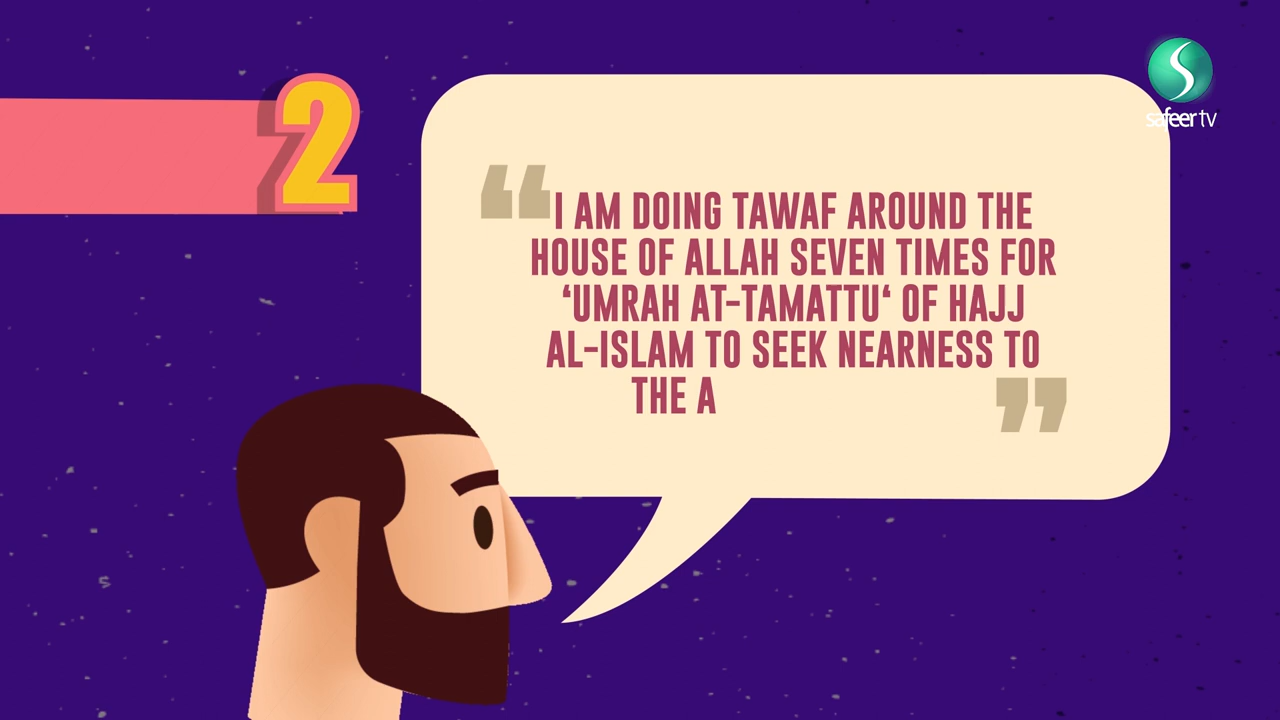 2
safeer tv
“I AM DOING TAWAF AROUND THE
HOUSE OF ALLAH SEVEN TIMES FOR
‘UMRAH AT-TAMATTU‘ OF HAJJ
AL-ISLAM TO SEEK NEARNESS TO
THE A”